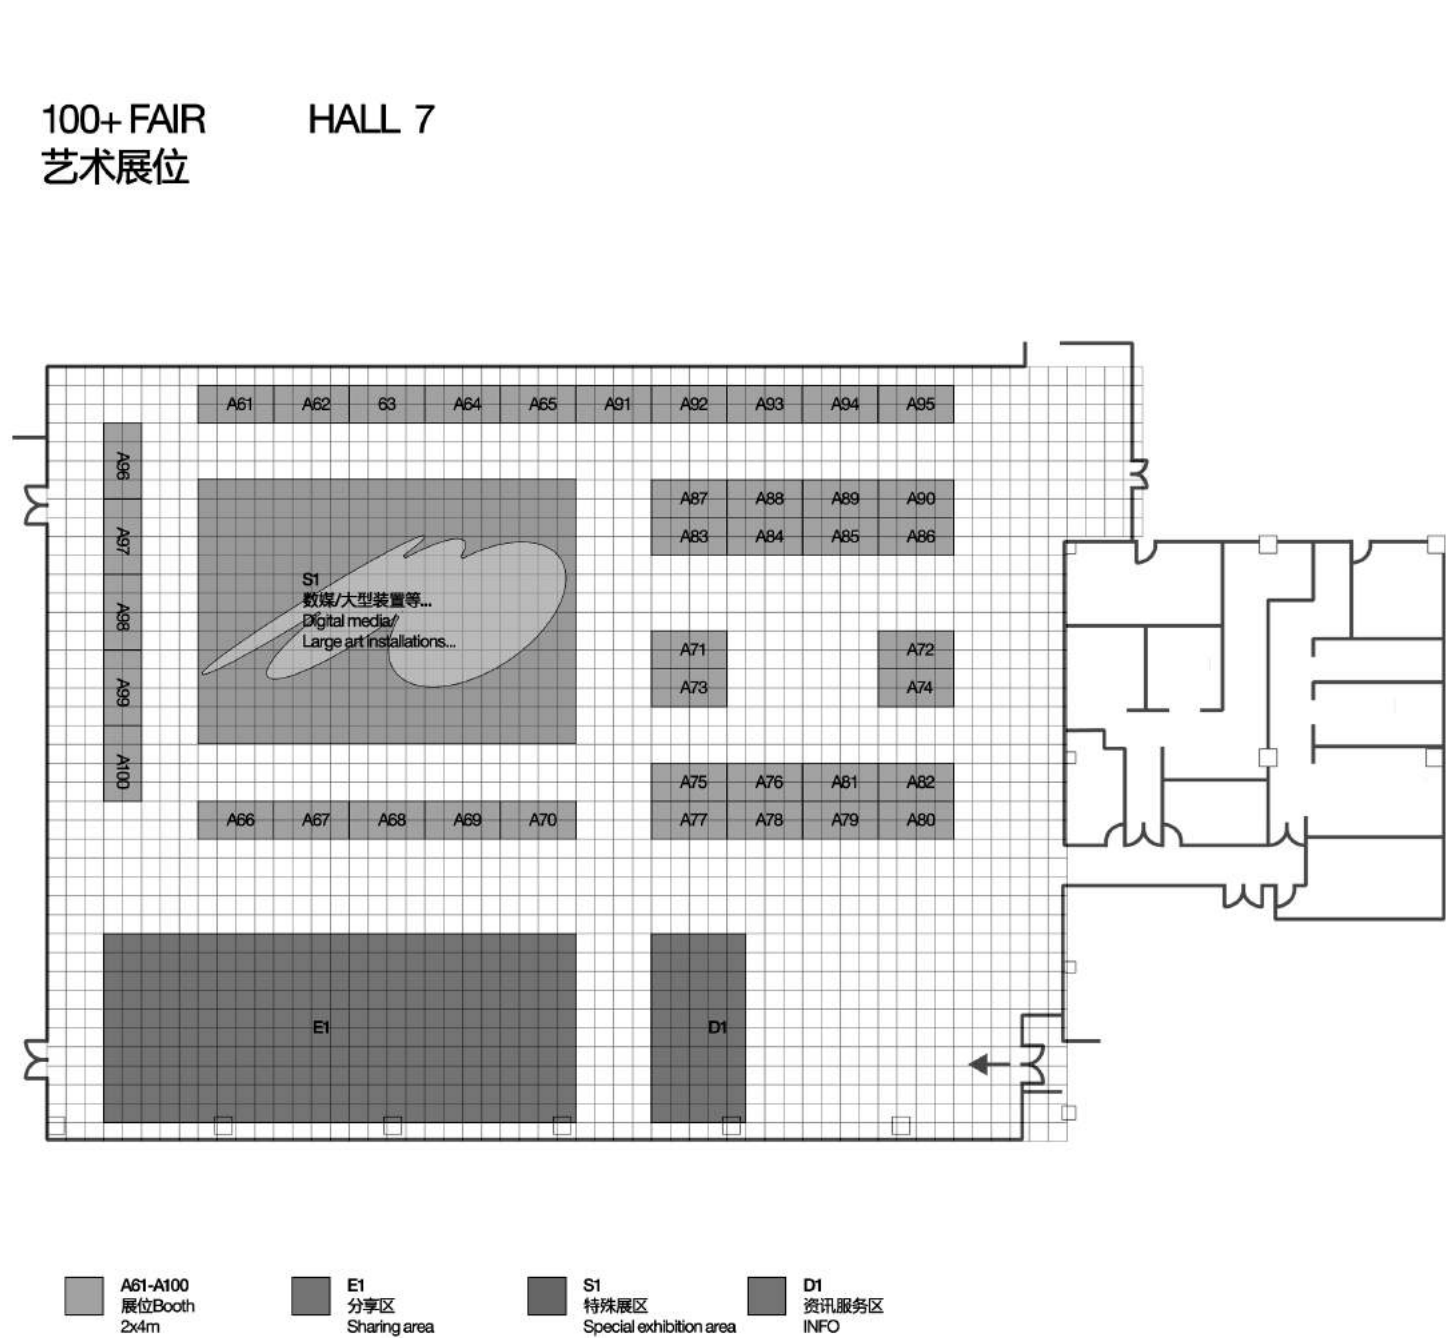 100+ FAIR
艺术展位
HALL 7
A61 A62 63 A64 A65 A91 A92 A93 A94 A95
A96
A97
A98
A99
A100
A87 A88 A89 A90
A83 A84 A85 A86
S1
数媒/大型装置等...
Digital media/
Large art installations...
A71 A72
A73 A74
A75 A76 A81 A82
A66 A67 A68 A69 A70 A77 A78 A79 A80
E1
D1
A61-A100
展位Booth
2x4m
E1
分享区
Sharing area
S1
特殊展区
Special exhibition area
D1
资讯服务区
INFO